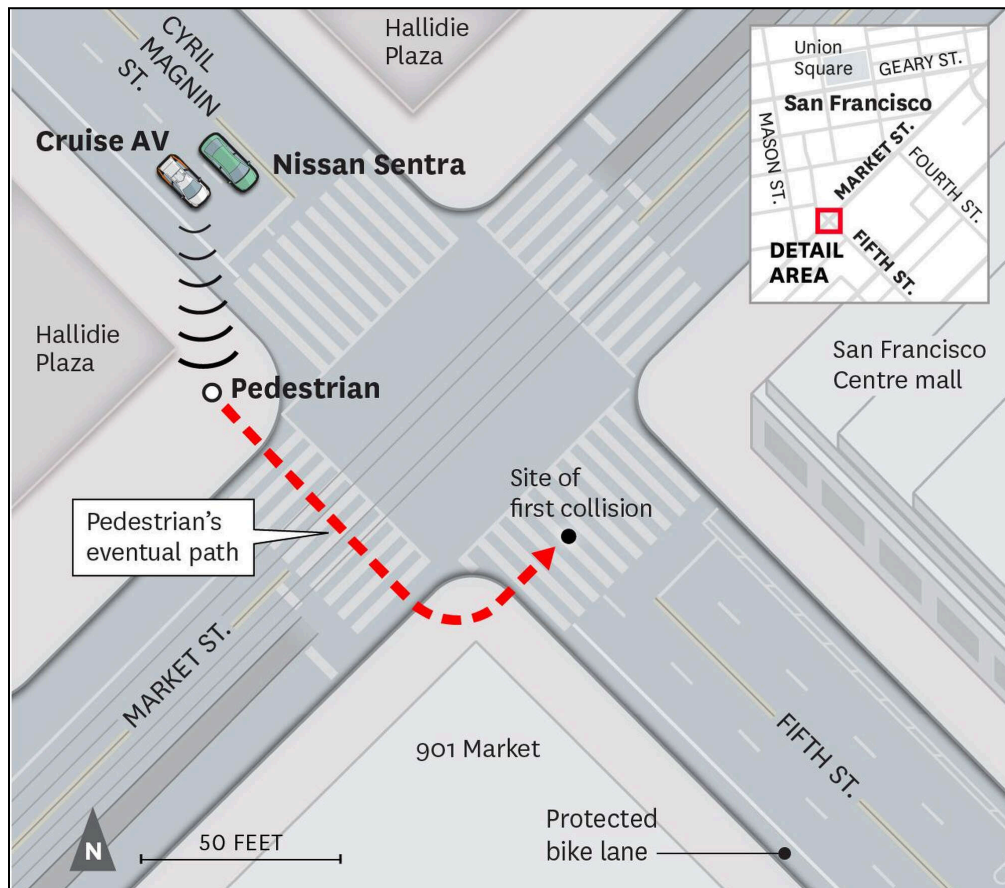 CYRIL
MAGNIN
ST.
Hallidie
Plaza
Cruise AV
Nissan Sentra
Union
Square
GEARY ST.
San Francisco
MASON ST.
MARKET ST.
FOURTH ST.
DETAIL
AREA
FIFTH ST.
Hallidie
Plaza
San Francisco
Centre mall
Pedestrian
Site of
first collision
Pedestrian's
eventual path
MARKET ST.
FIFTH ST.
901 Market
N
50 FEET
Protected
bike lane